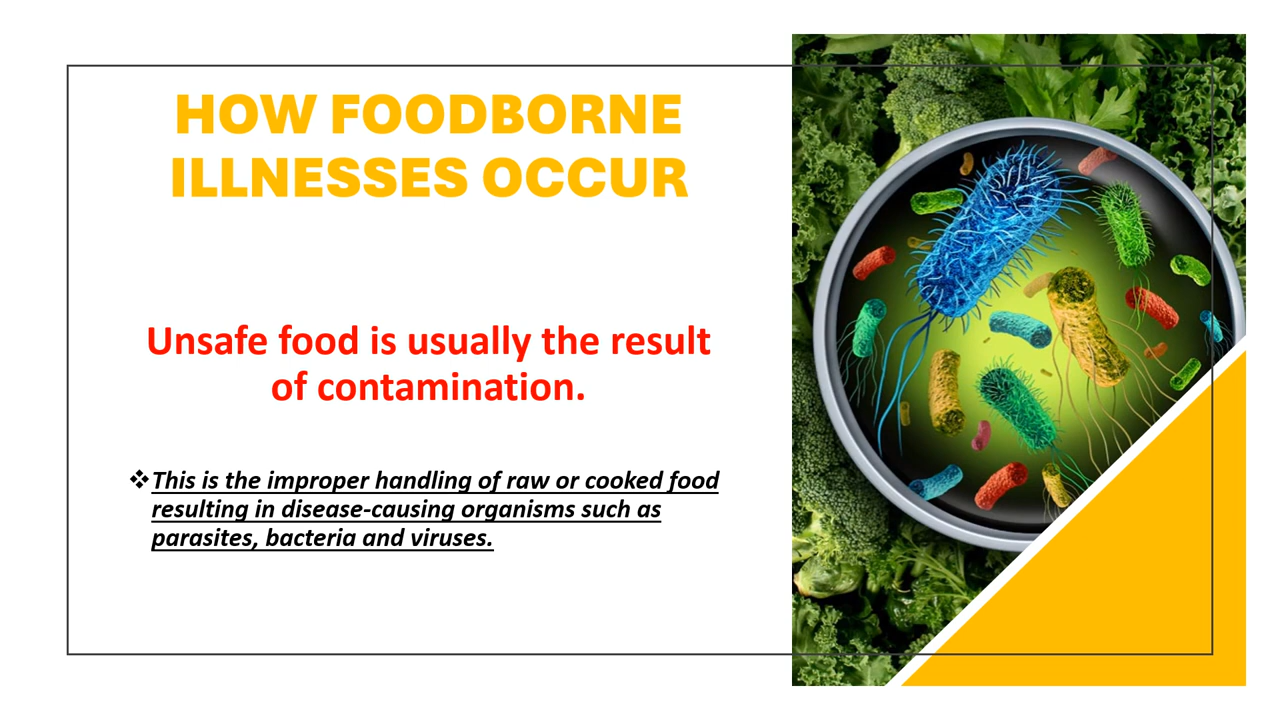 HOW FOODBORNE
ILLNESSES OCCUR
Unsafe food is usually the result
of contamination.
❖This is the improper handling of raw or cooked food
resulting in disease-causing organisms such as
parasites, bacteria and viruses.